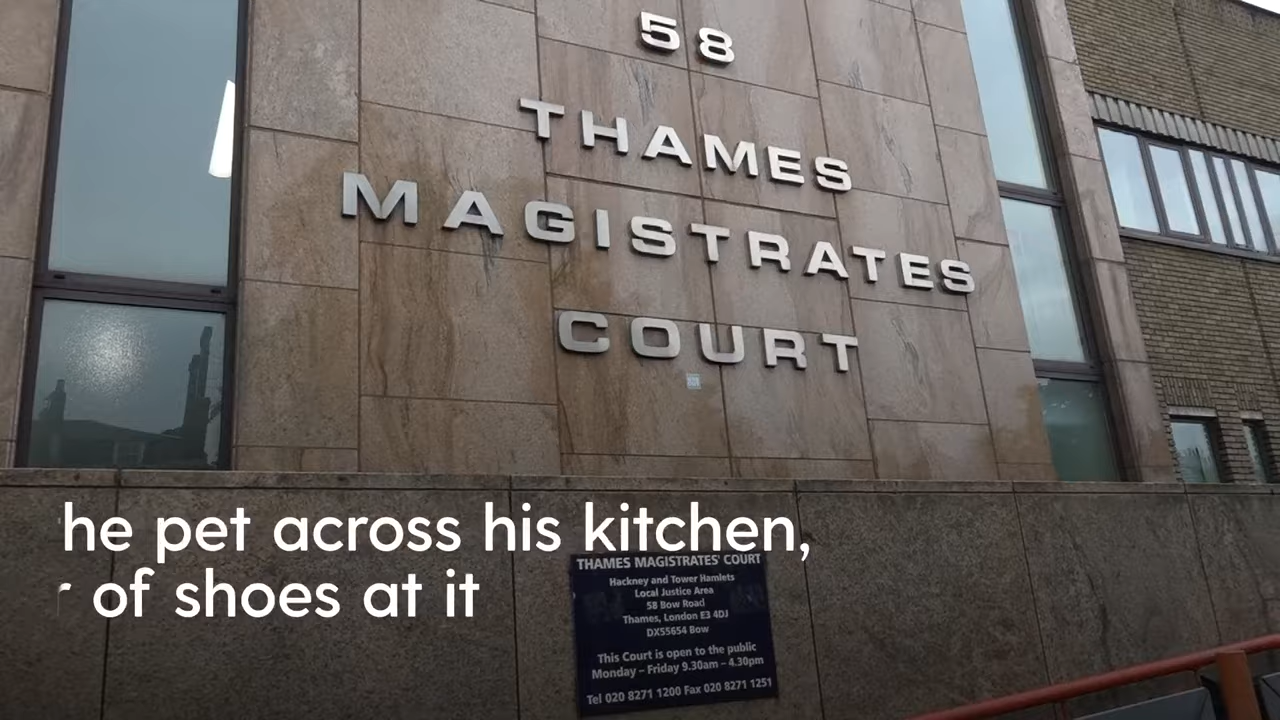 58
THAMES
MAGISTRATES
COURT
he pet across his kitchen,
of shoes at it
THAMES MAGISTRATES' COURT
Hackney and Tower Hamlets
Local Justice Area
58 Bow Road
Thames, London E3 4DJ
DX55654 Bow
This Court is open to the public
Monday – Friday 9.30am – 4.30pm
Tel 020 8271 1200 Fax 020 8271 1251